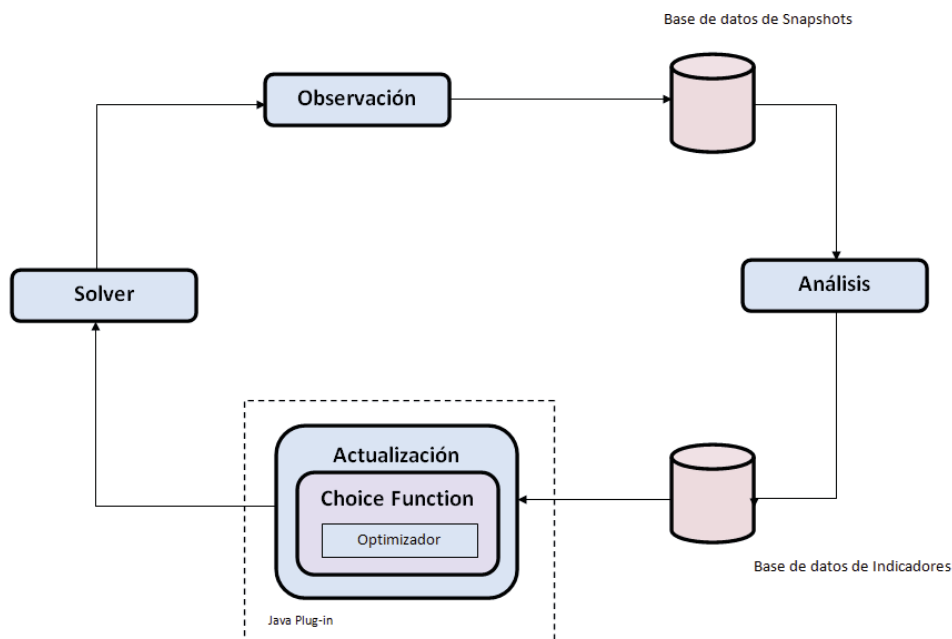 Base de datos de Snapshots
Observación
Solver
Análisis
Actualización
Choice Function
Optimizador
Base de datos de Indicadores
Java Plug-in